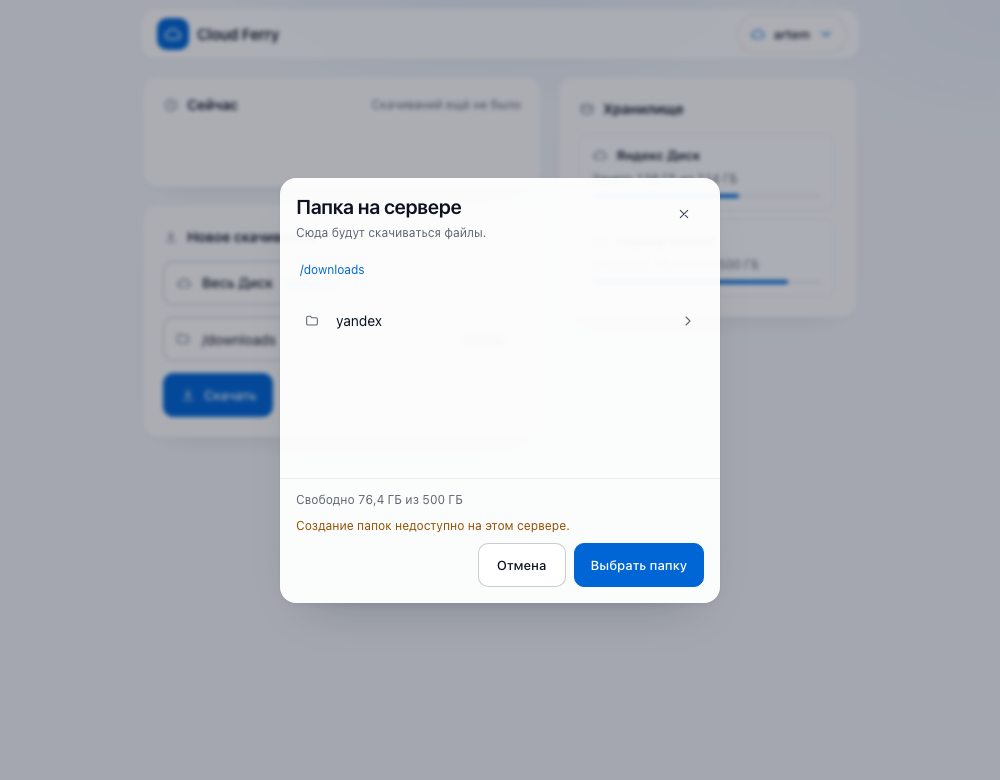 Cloud Ferry
artem
Сейчас
Скачиваний ещё не было
Хранилище
Яндекс Диск
Папка на сервере
Сюда будут скачиваться файлы.
/downloads
yandex
Новое
Весь Диск
/downloads
Скачать
Свободно 76,4 ГБ из 500 ГБ
Создание папок недоступно на этом сервере.
Отмена
Выбрать папку